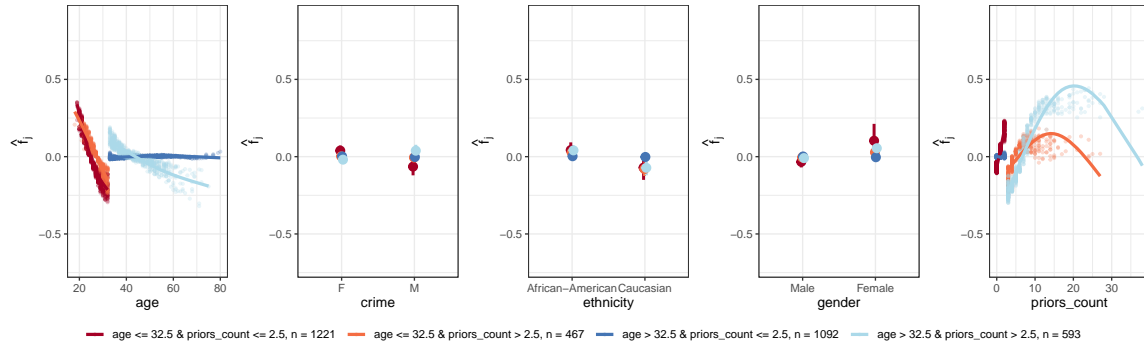 0.5
0.0
−0.5
f̂j
20 40 60 80
age
0.5
0.0
−0.5
f̂j
F M
crime
0.5
0.0
−0.5
f̂j
African−American Caucasian
ethnicity
0.5
0.0
−0.5
f̂j
Male Female
gender
0.5
0.0
−0.5
f̂j
0 10 20 30
priors_count
age <= 32.5 & priors_count <= 2.5, n = 1221 age <= 32.5 & priors_count > 2.5, n = 467 age > 32.5 & priors_count <= 2.5, n = 1092 age > 32.5 & priors_count > 2.5, n = 593